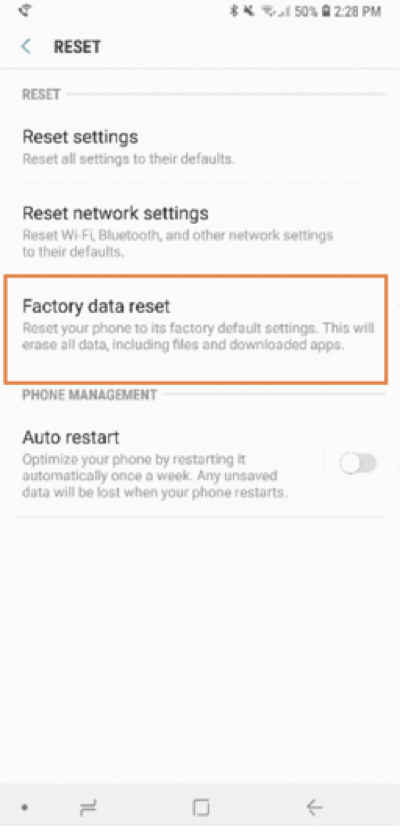 50% 2:28 PM
RESET
RESET
Reset settings
Reset all settings to their defaults.
Reset network settings
Reset Wi-Fi, Bluetooth, and other network settings
to their defaults.
Factory data reset
Reset your phone to its factory default settings. This will
erase all data, including files and downloaded apps.
PHONE MANAGEMENT
Auto restart
Optimize your phone by restarting it
automatically once a week. Any unsaved
data will be lost when your phone restarts.